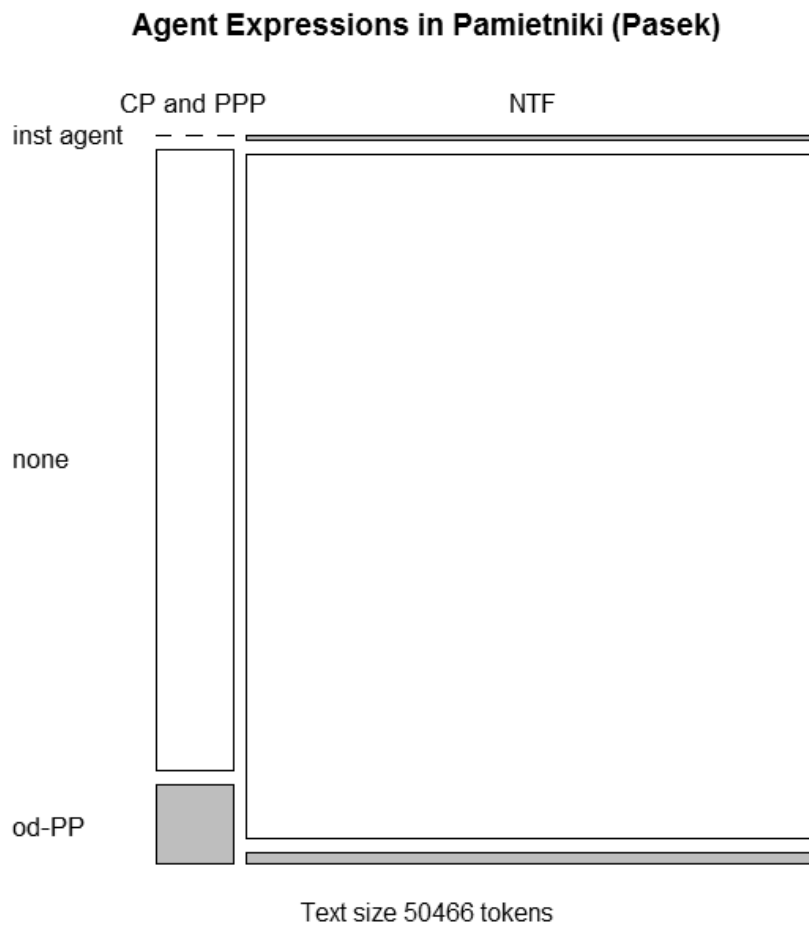 Agent Expressions in Pamietniki (Pasek)
CP and PPP NTF
inst agent
none
od-PP
Text size 50466 tokens